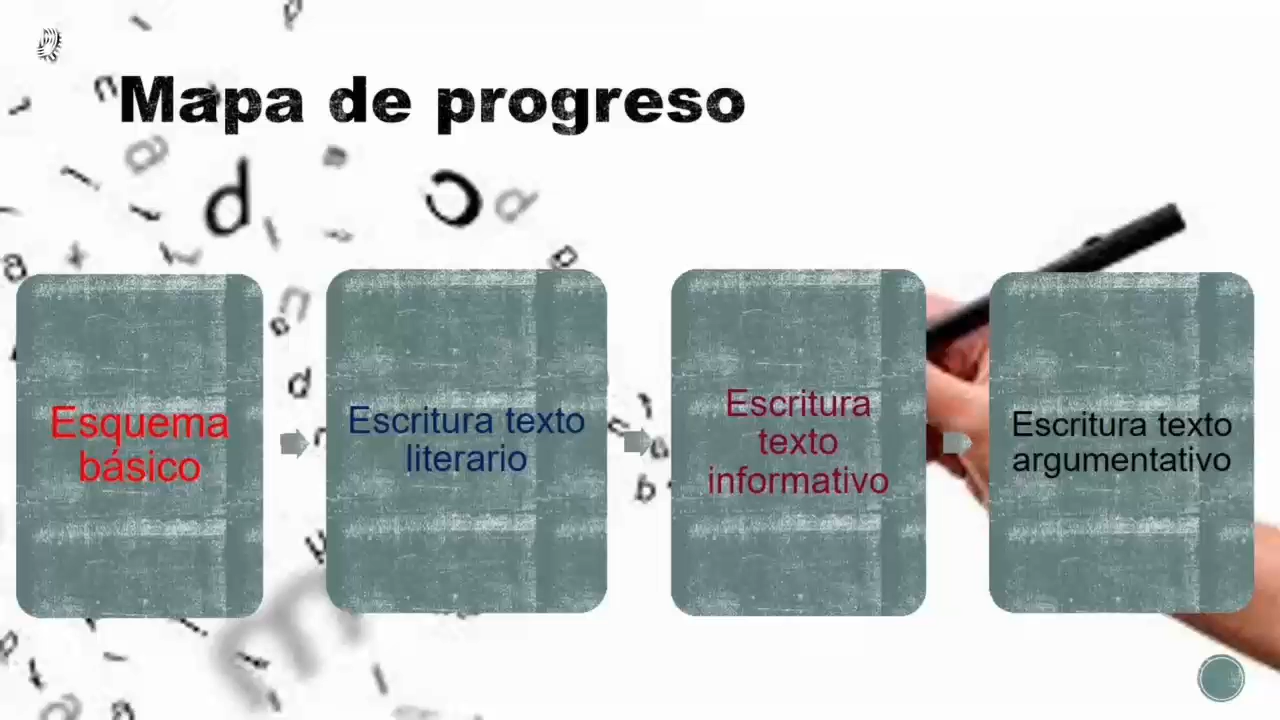 Mapa de progreso
Esquema
básico
Escritura texto
literario
Escritura
texto
informativo
Escritura texto
argumentativo